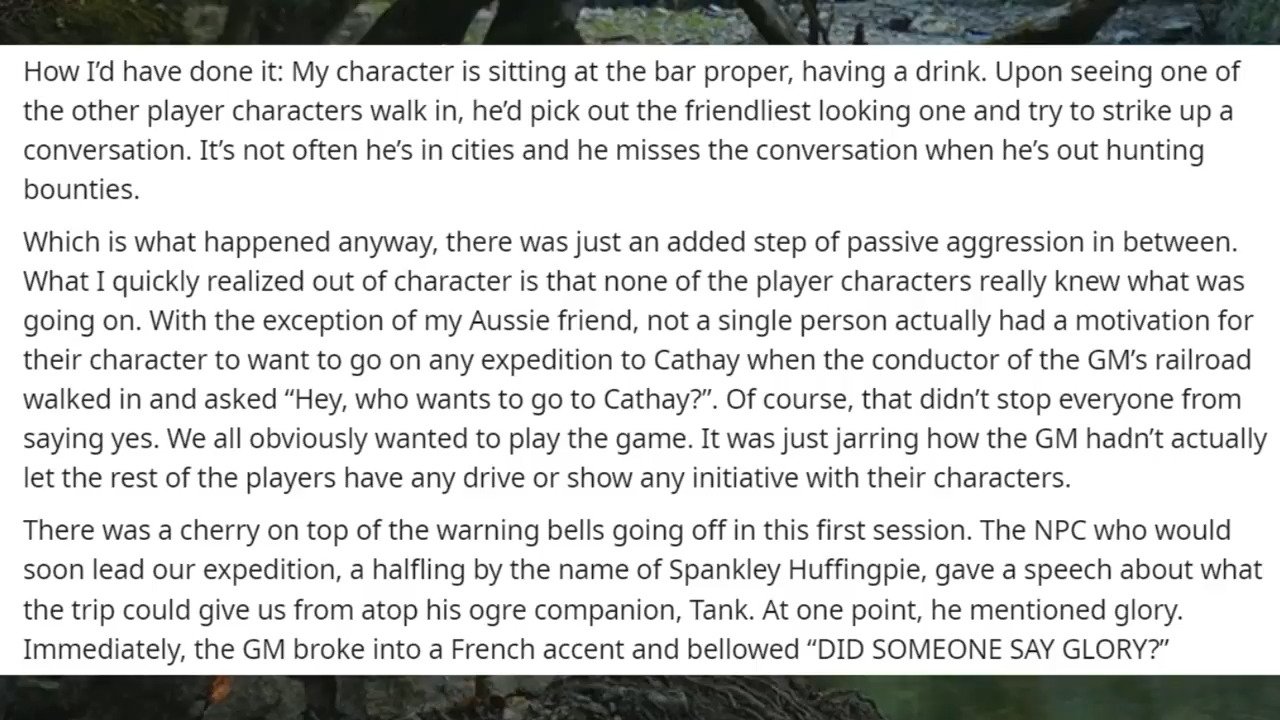 How I’d have done it: My character is sitting at the bar proper, having a drink. Upon seeing one of
the other player characters walk in, he’d pick out the friendliest looking one and try to strike up a
conversation. It’s not often he’s in cities and he misses the conversation when he’s out hunting
bounties.
Which is what happened anyway, there was just an added step of passive aggression in between.
What I quickly realized out of character is that none of the player characters really knew what was
going on. With the exception of my Aussie friend, not a single person actually had a motivation for
their character to want to go on any expedition to Cathay when the conductor of the GM’s railroad
walked in and asked “Hey, who wants to go to Cathay?”. Of course, that didn’t stop everyone from
saying yes. We all obviously wanted to play the game. It was just jarring how the GM hadn’t actually
let the rest of the players have any drive or show any initiative with their characters.
There was a cherry on top of the warning bells going off in this first session. The NPC who would
soon lead our expedition, a halfling by the name of Spankley Huffingpie, gave a speech about what
the trip could give us from atop his ogre companion, Tank. At one point, he mentioned glory.
Immediately, the GM broke into a French accent and bellowed “DID SOMEONE SAY GLORY?”